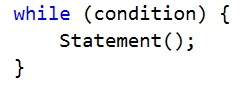 while (condition) {
    Statement();
}